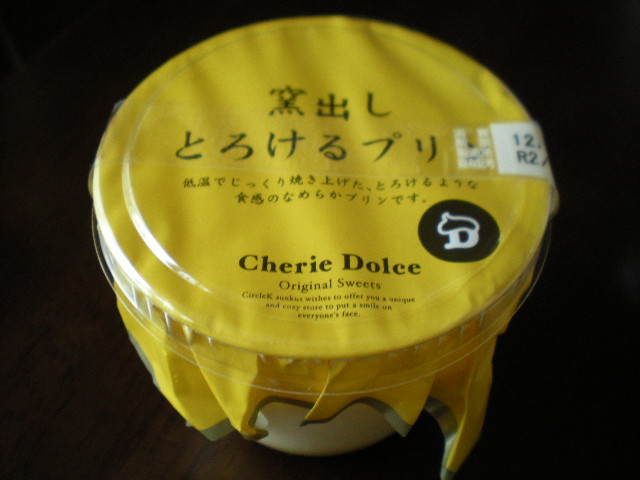 窯出し
とろけるプリ
低温でじっくり焼き上げた、とろけるような
食感のなめらかプリンです。
D
Cherie Dolce
Original Sweets
CircleK sunkus wishes to offer you a unique
and cozy store to put a smile on
everyone's face.
12.
R2